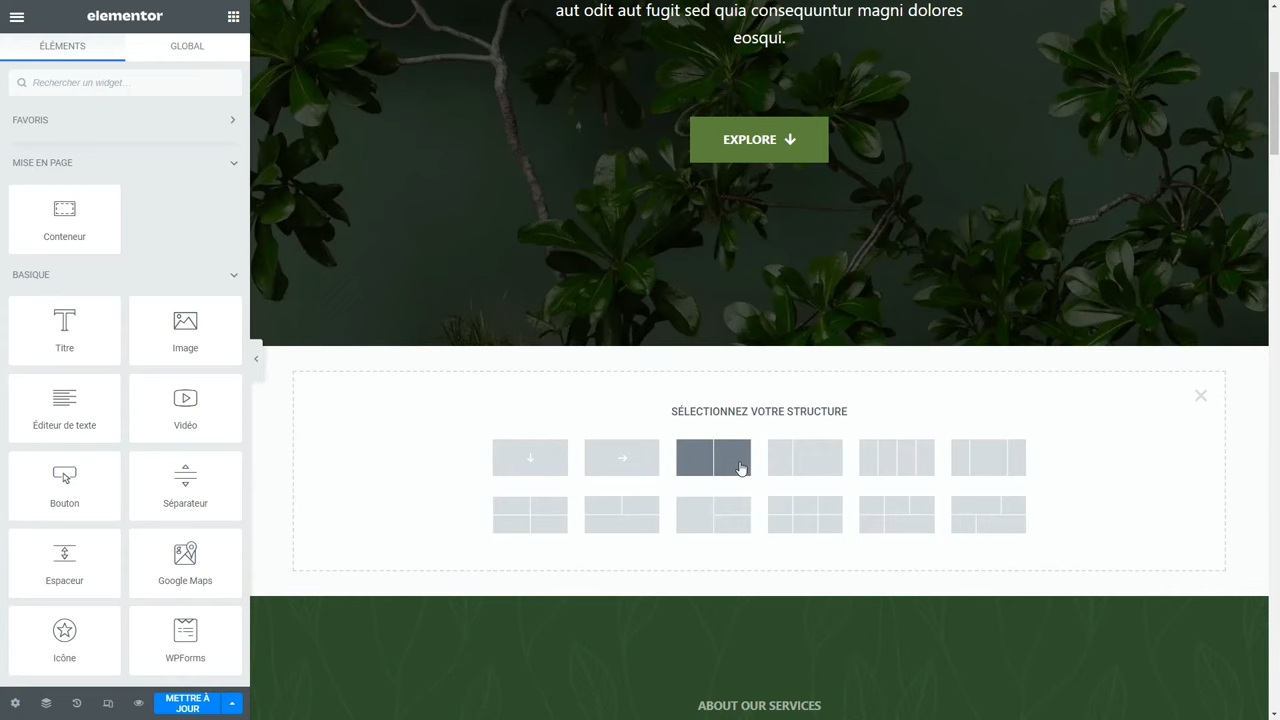 elementor
ÉLÉMENTS
GLOBAL
Rechercher un widget...
FAVORIS
MISE EN PAGE
Conteneur
BASIQUE
Titre
Image
Éditeur de texte
Vidéo
Bouton
Séparateur
Espaceur
Google Maps
Icône
WPForms
METTRE À
JOUR
aut odit aut fugit sed quia consequuntur magni dolores
eosqui.
EXPLORE
SÉLECTIONNEZ VOTRE STRUCTURE
ABOUT OUR SERVICES